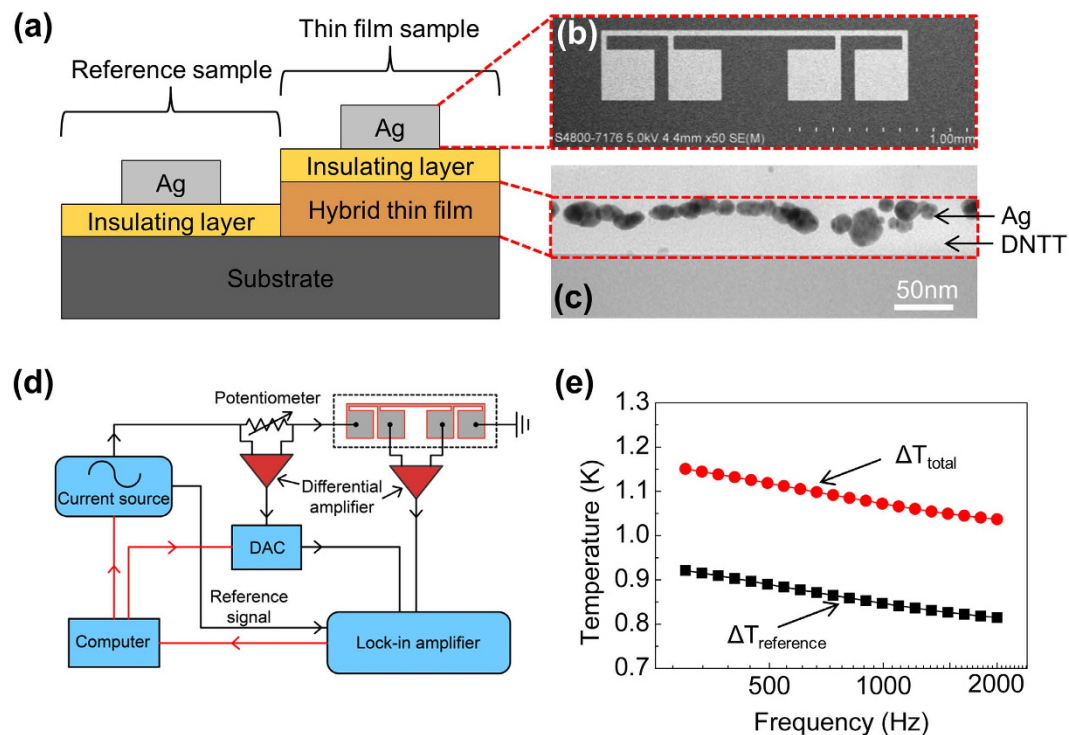 (a)
Thin film sample
Reference sample
Ag
Insulating layer
Hybrid thin film
Ag
Insulating layer
Substrate
(b)
S4800-7176 5.0kV 4.4mm x50 SE(M)
1.00mm
Ag
DNTT
(c)
50nm
(d)
Potentiometer
Current source
Differential
amplifier
DAC
Reference
signal
Computer
Lock-in amplifier
(e)
1.3
1.2
1.1
1.0
0.9
0.8
0.7
Temperature (K)
ΔTtotal
ΔTreference
500
1000
2000
Frequency (Hz)